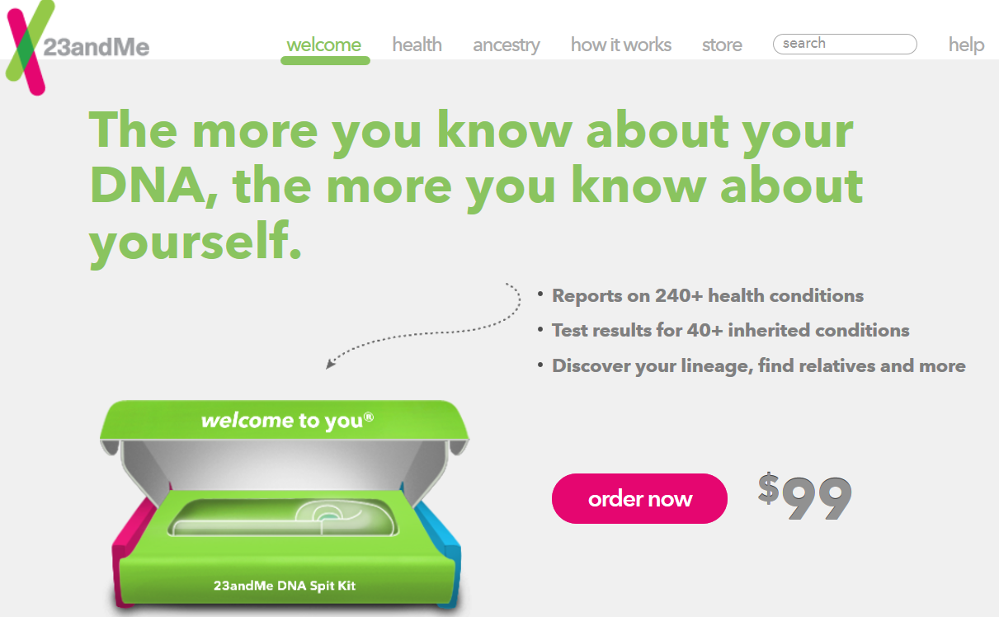 23andMe
welcome health ancestry how it works store search help
The more you know about your
DNA, the more you know about
yourself.
• Reports on 240+ health conditions
• Test results for 40+ inherited conditions
• Discover your lineage, find relatives and more
welcome to you®
order now $99
23andMe DNA Spit Kit